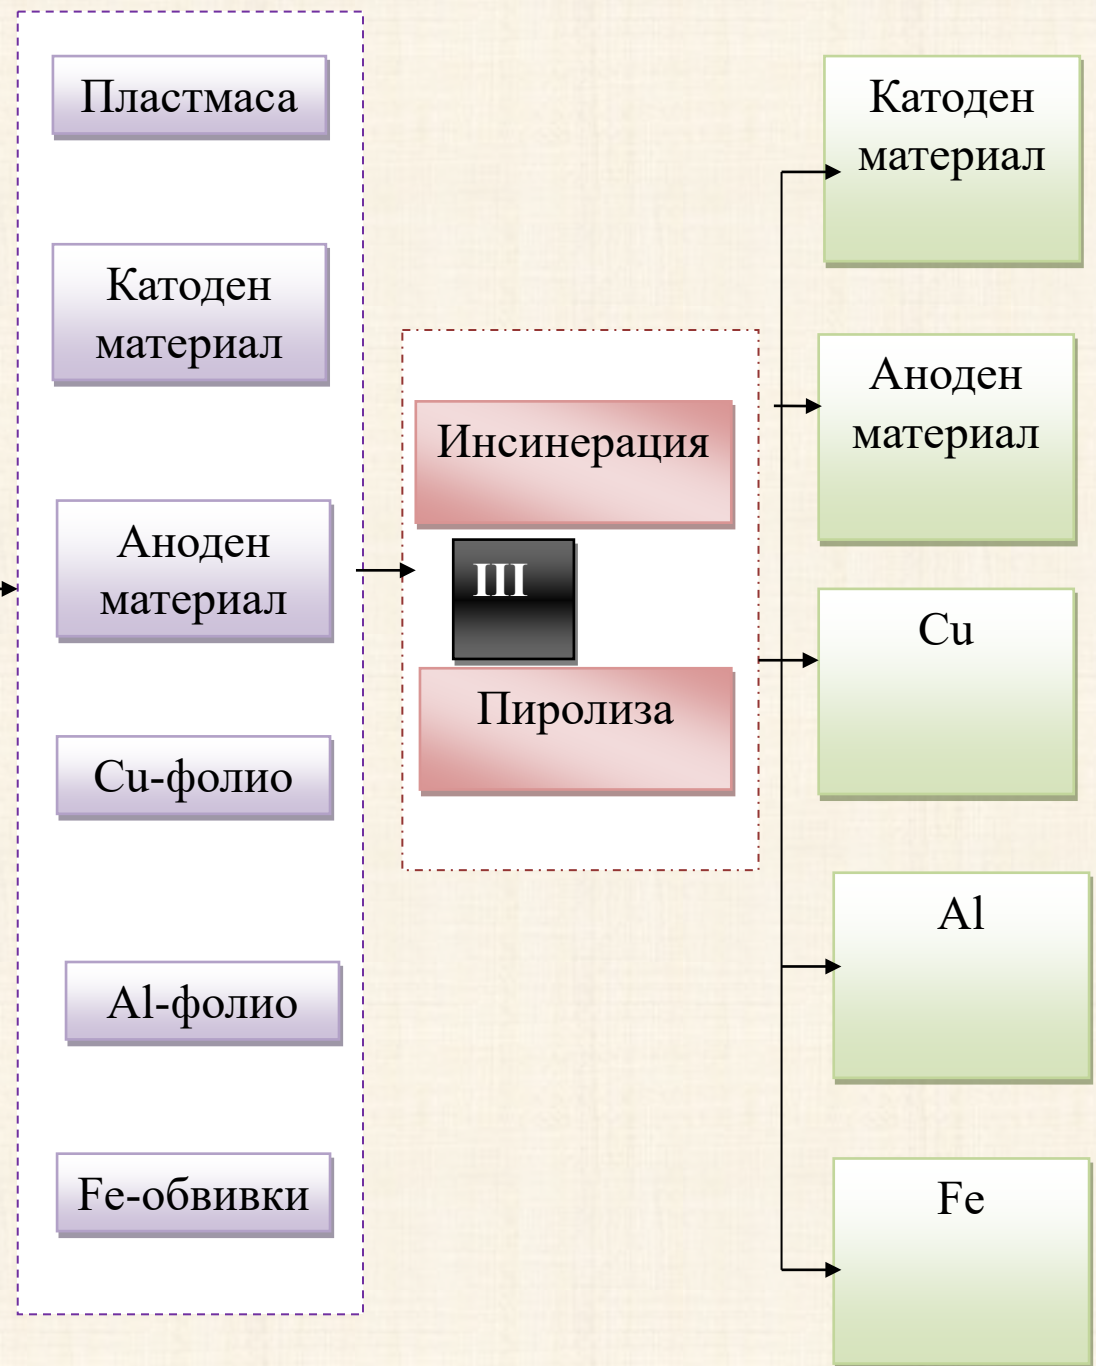 Пластмаса
Катоден
материал
Аноден
материал
Cu-фолио
Al-фолио
Fe-обвивки
Инсинерация
III
Пиролиза
Катоден
материал
Аноден
материал
Cu
Al
Fe